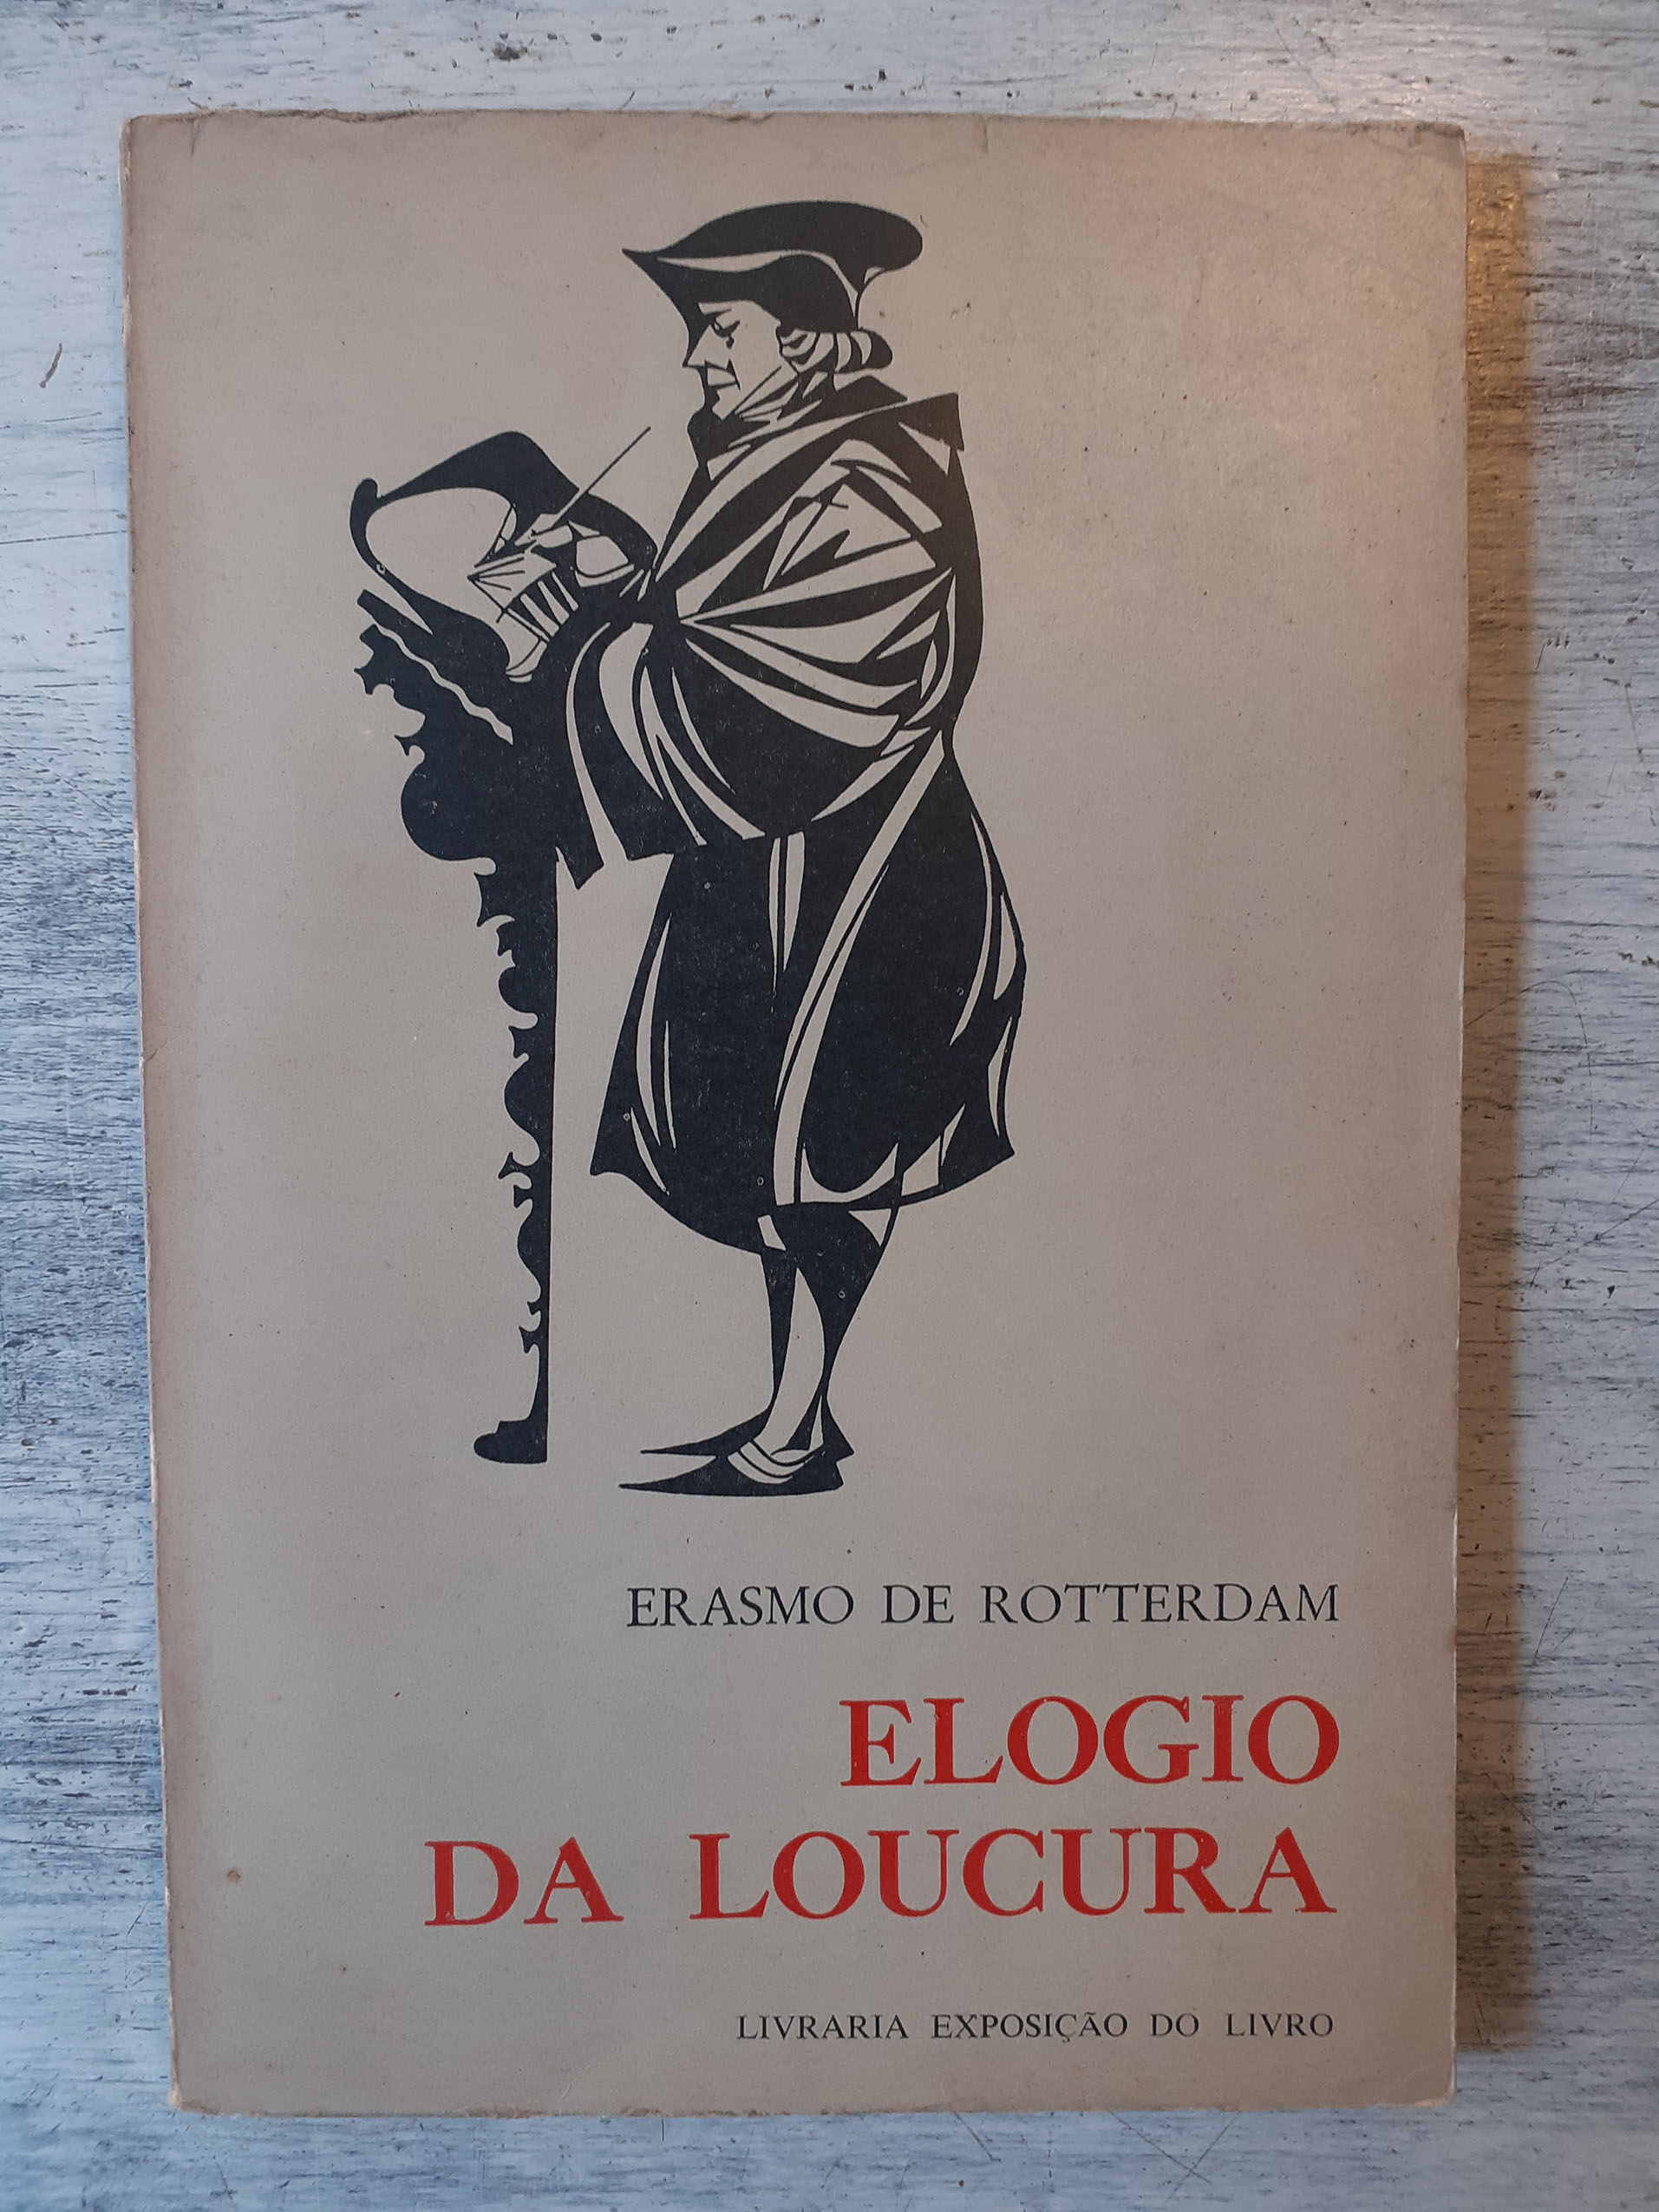 ERASMO DE ROTTERDAM
ELOGIO
DA LOUCURA
LIVRARIA EXPOSIÇÃO DO LIVRO